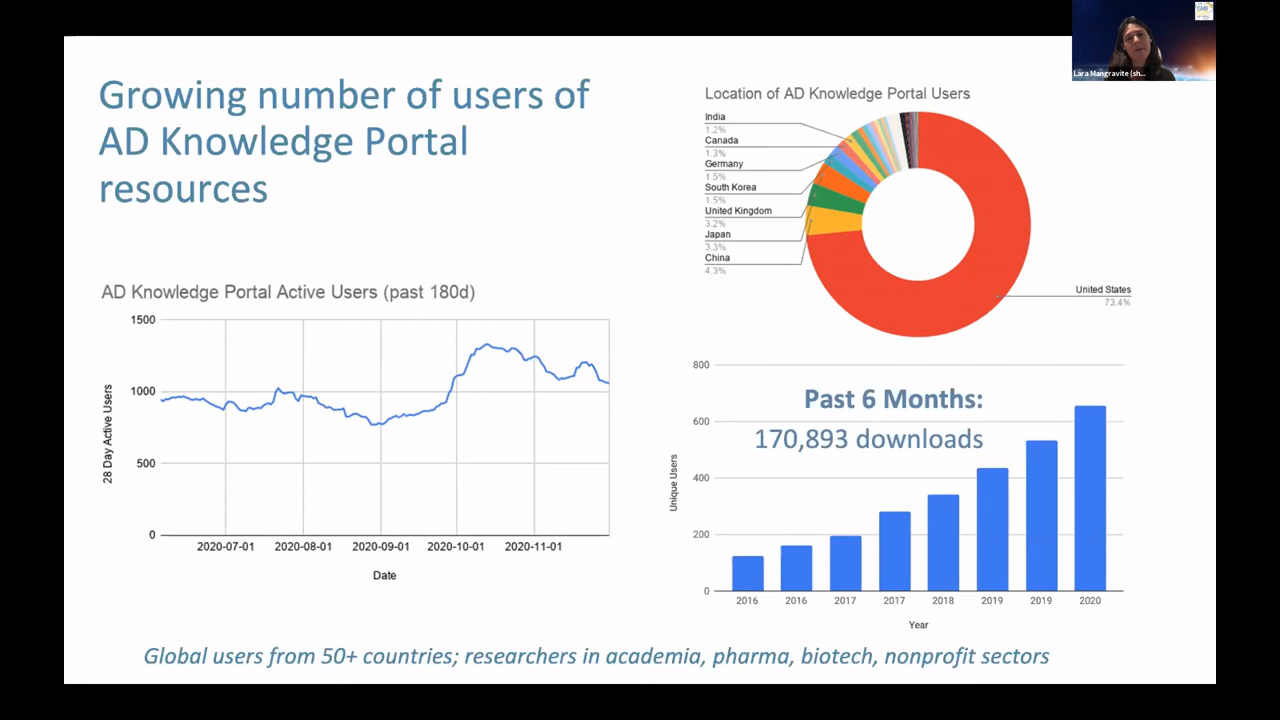 Growing number of users of
AD Knowledge Portal
resources
Lara Mangravite (sh...
AD Knowledge Portal Active Users (past 180d)
1500
1000
500
0
28 Day Active Users
2020-07-01 2020-08-01 2020-09-01 2020-10-01 2020-11-01
Date
Location of AD Knowledge Portal Users
India
1.2%
Canada
1.3%
Germany
1.5%
South Korea
1.5%
United Kingdom
3.2%
Japan
3.3%
China
4.3%
United States
73.4%
800
600
400
200
0
Unique Users
Past 6 Months:
170,893 downloads
2016 2016 2017 2017 2018 2019 2019 2020
Year
Global users from 50+ countries; researchers in academia, pharma, biotech, nonprofit sectors